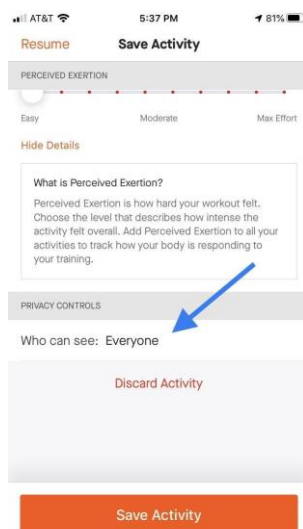 AT&T 5:37 PM 81%
Resume Save Activity
PERCEIVED EXERTION
Easy Moderate Max Effort
Hide Details
What is Perceived Exertion?
Perceived Exertion is how hard your workout felt.
Choose the level that describes how intense the
activity felt overall. Add Perceived Exertion to all your
activities to track how your body is responding to
your training.
PRIVACY CONTROLS
Who can see: Everyone
Discard Activity
Save Activity